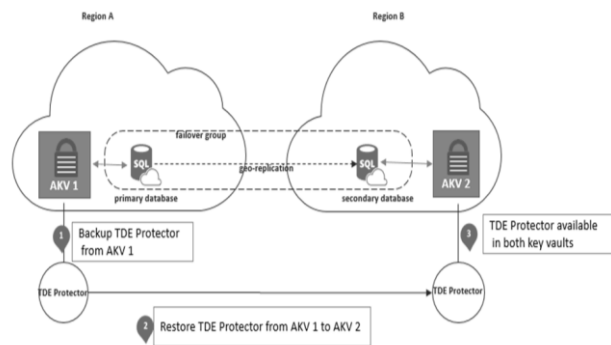 Region A
Region B
failover group
AKV 1
SQL
geo-replication
SQL
AKV 2
primary database
secondary database
1
Backup TDE Protector
from AKV 1
3
TDE Protector available
in both key vaults
TDE Protector
TDE Protector
2
Restore TDE Protector from AKV 1 to AKV 2